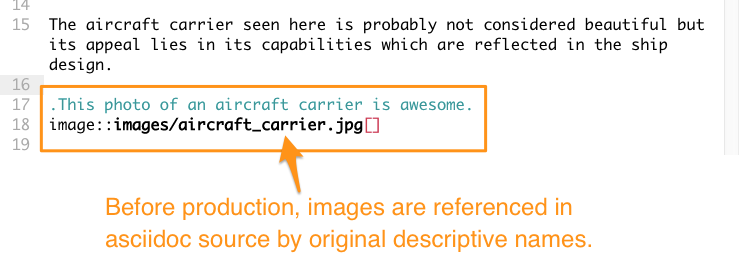 14
15 The aircraft carrier seen here is probably not considered beautiful but
its appeal lies in its capabilities which are reflected in the ship
design.
16
17 .This photo of an aircraft carrier is awesome.
18 image::images/aircraft_carrier.jpg[]
19
Before production, images are referenced in
asciidoc source by original descriptive names.